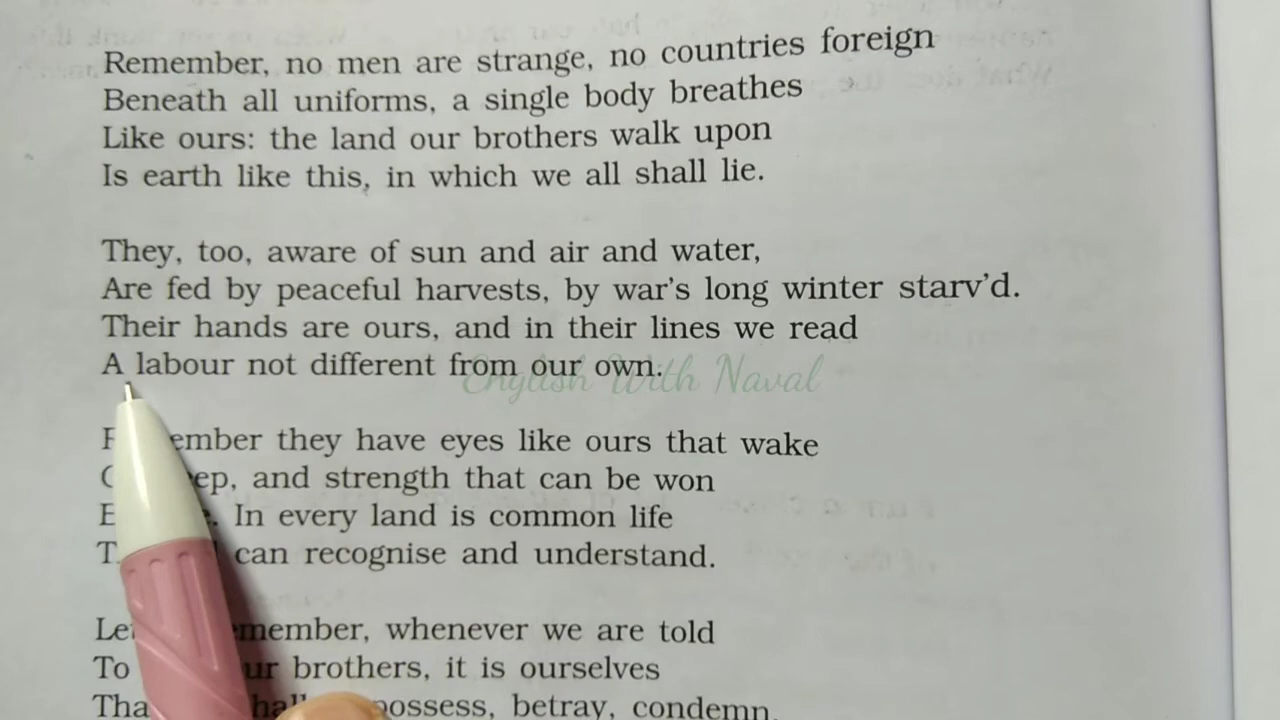 Remember, no men are strange, no countries foreign
Beneath all uniforms, a single body breathes
Like ours: the land our brothers walk upon
Is earth like this, in which we all shall lie.
They, too, aware of sun and air and water,
Are fed by peaceful harvests, by war's long winter starv'd.
Their hands are ours, and in their lines we read
A labour not different from our own.
English With Naval
they have eyes like ours that wake
and strength that can be won
In every land is common life
can recognise and understand.
whenever we are told
To brothers, it is ourselves
betray, condemn,